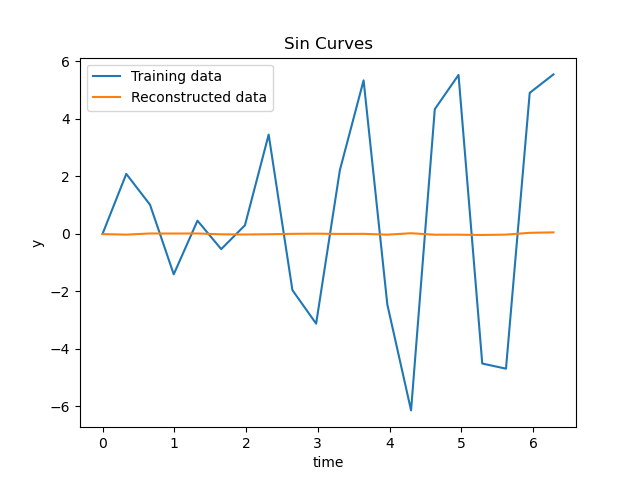 Sin Curves
Training data
Reconstructed data
6
4
2
0
−2
−4
−6
y
0 1 2 3 4 5 6
time